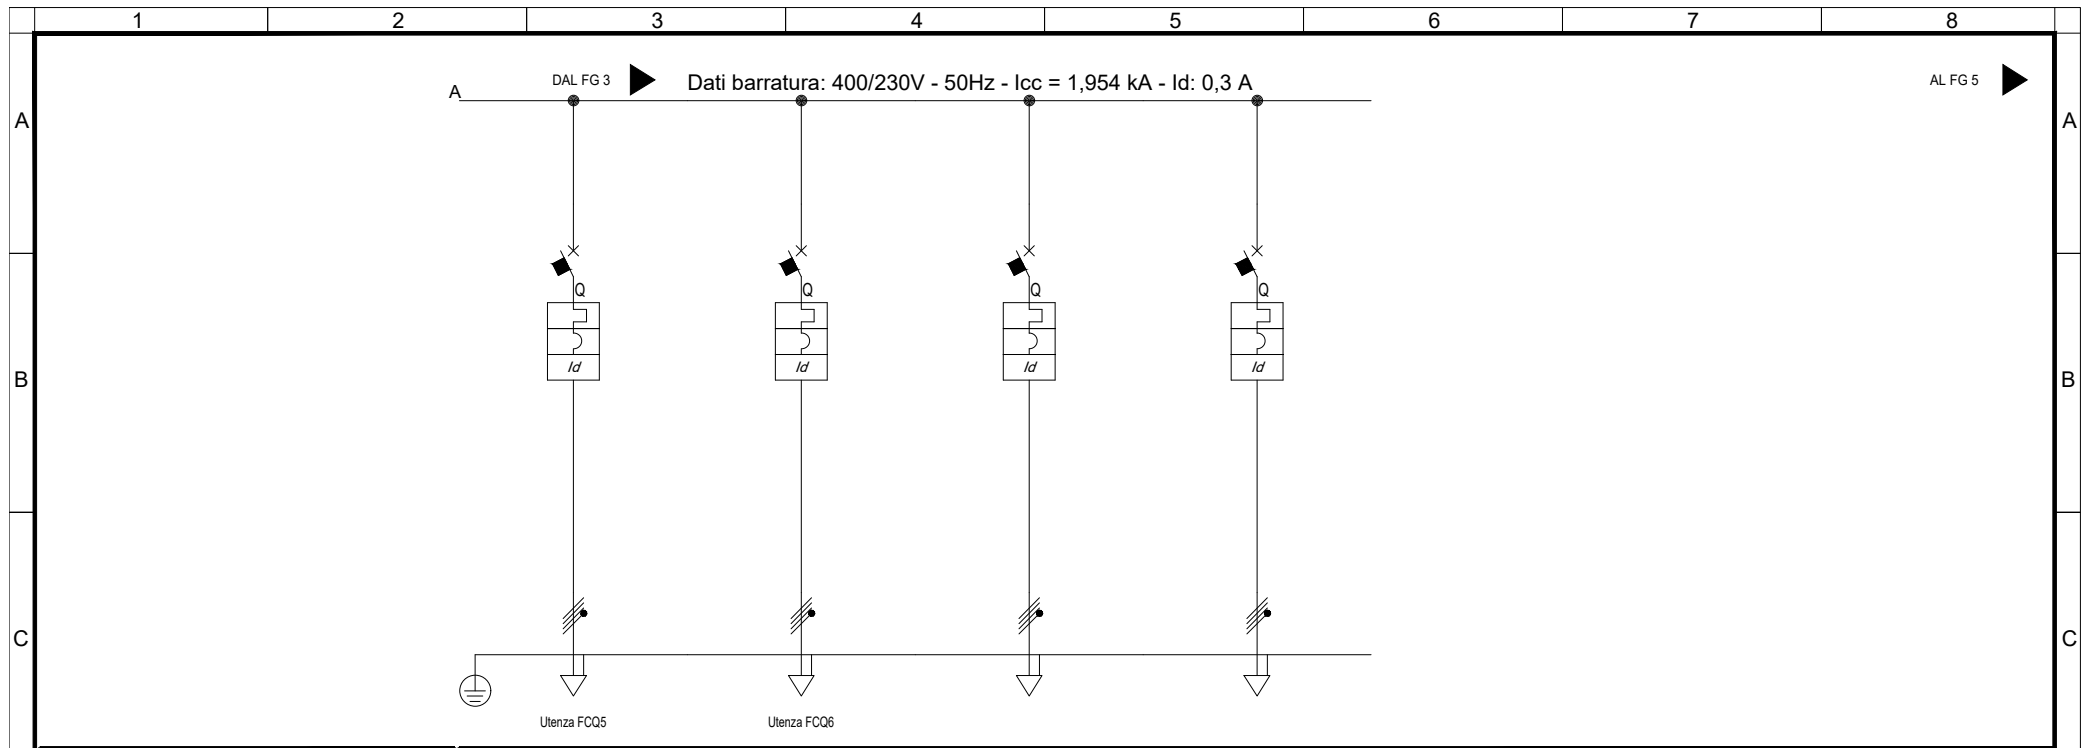 1 2 3 4 5 6 7 8
DAL FG 3 Dati barratura: 400/230V - 50Hz - Icc = 1,954 kA - Id: 0,3 A AL FG 5
A
A A
Q Q Q Q
Id Id Id Id
B B
C C
Utenza FCQ5 Utenza FCQ6